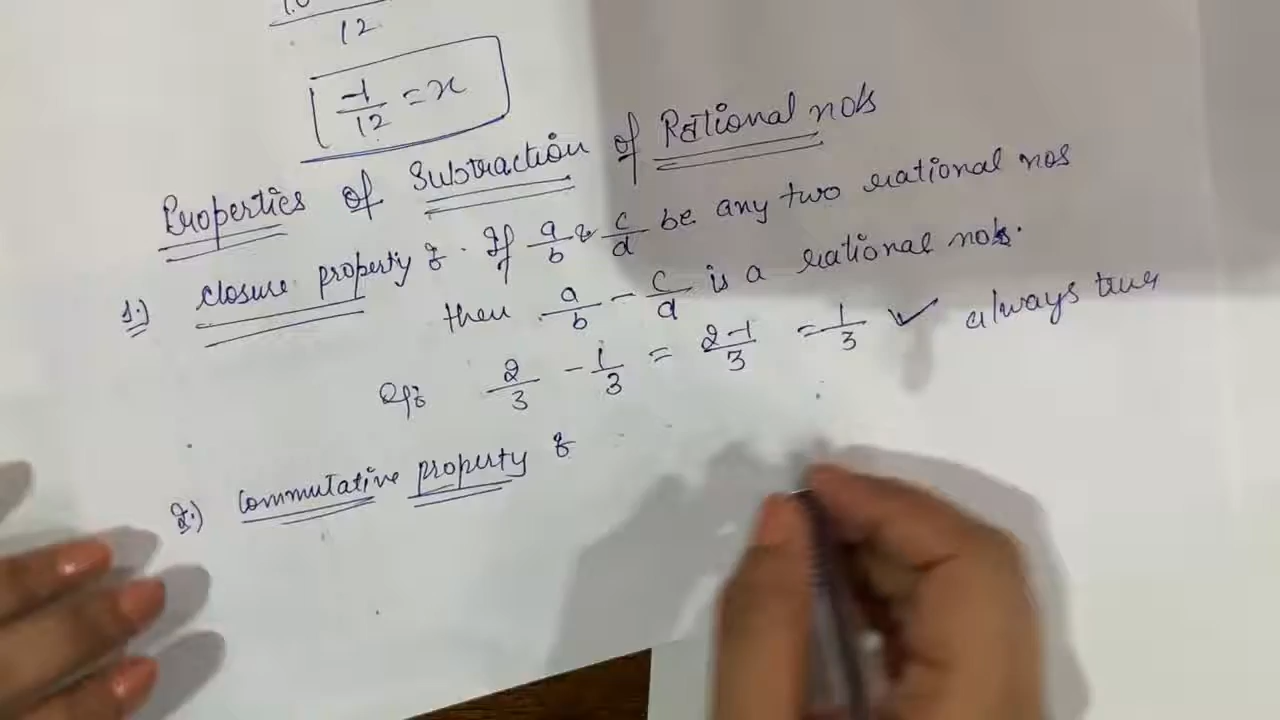 12
-1/12 = x
Properties of Subtraction of Rational nos
1.) closure property :- If a/b & c/d be any two rational nos
then a/b - c/d is a rational nos.
Eg:- 2/3 - 1/3 = 2-1/3 = 1/3 ✓ always true
2.) Commutative property :-